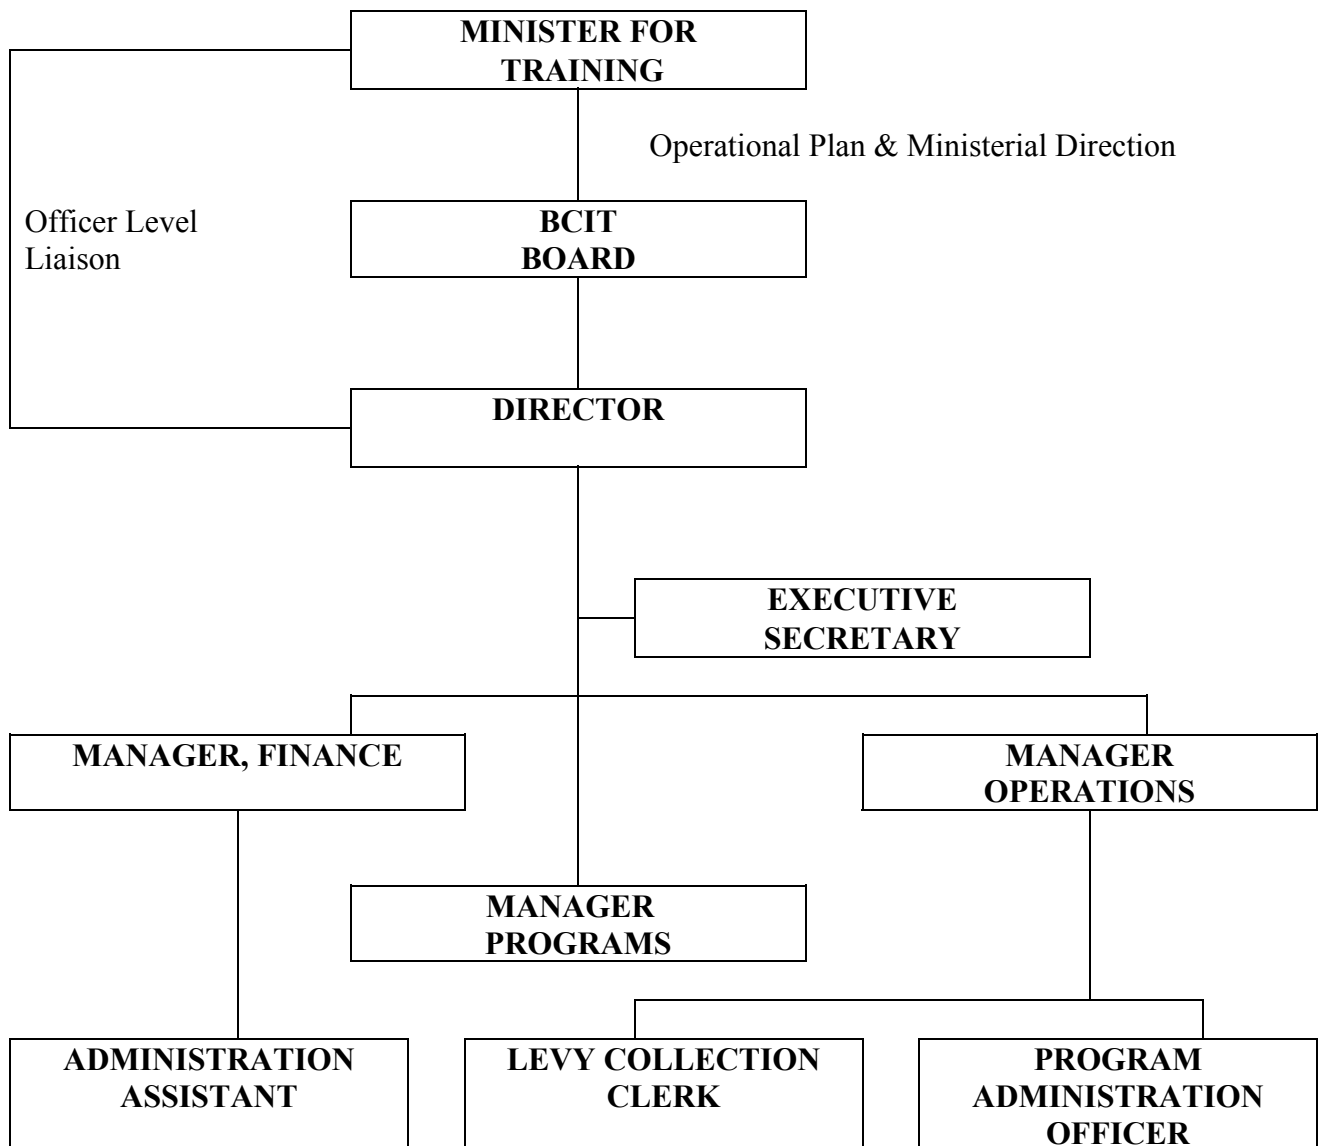 MINISTER FOR
TRAINING
Operational Plan & Ministerial Direction
Officer Level
Liaison
BCIT
BOARD
DIRECTOR
EXECUTIVE
SECRETARY
MANAGER, FINANCE
MANAGER
OPERATIONS
MANAGER
PROGRAMS
ADMINISTRATION
ASSISTANT
LEVY COLLECTION
CLERK
PROGRAM
ADMINISTRATION
OFFICER